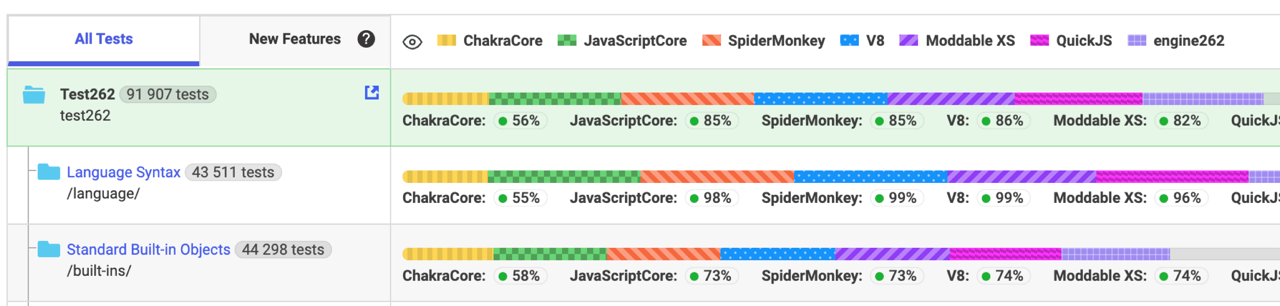 All Tests New Features ? ChakraCore JavaScriptCore SpiderMonkey V8 Moddable XS QuickJS engine262
Test262 91 907 tests
test262
ChakraCore: 56% JavaScriptCore: 85% SpiderMonkey: 85% V8: 86% Moddable XS: 82% QuickJS
Language Syntax 43 511 tests
/language/
ChakraCore: 55% JavaScriptCore: 98% SpiderMonkey: 99% V8: 99% Moddable XS: 96% QuickJS
Standard Built-in Objects 44 298 tests
/built-ins/
ChakraCore: 58% JavaScriptCore: 73% SpiderMonkey: 73% V8: 74% Moddable XS: 74% QuickJS